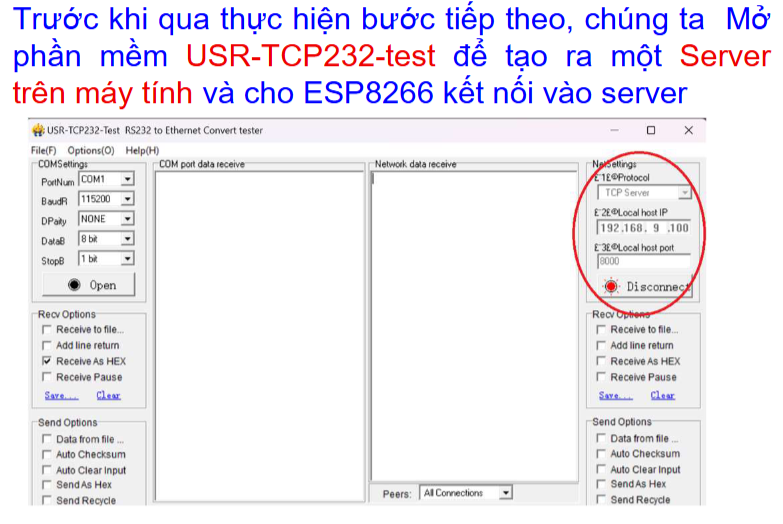 Trước khi qua thực hiện bước tiếp theo, chúng ta Mở
phần mềm USR-TCP232-test để tạo ra một Server
trên máy tính và cho ESP8266 kết nối vào server
USR-TCP232-Test RS232 to Ethernet Convert tester
File(F) Options(O) Help(H)
COMSettings
PortNum COM1
BaudR 115200
DPaity NONE
DataB 8 bit
StopB 1 bit
Open
Recv Options
Receive to file...
Add line return
Receive As HEX
Receive Pause
Save... Clear
Send Options
Data from file ...
Auto Checksum
Auto Clear Input
Send As Hex
Send Recycle
COM port data receive
Network data receive
Peers: All Connections
NetSettings
£¨1£©Protocol
TCP Server
£¨2£©Local host IP
192.168. 9 .100
£¨3£©Local host port
8000
Disconnect
Recv Options
Receive to file...
Add line return
Receive As HEX
Receive Pause
Save... Clear
Send Options
Data from file ...
Auto Checksum
Auto Clear Input
Send As Hex
Send Recycle